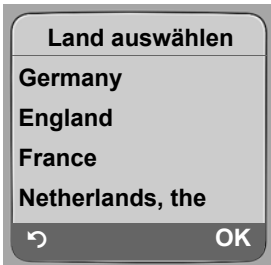 Land auswählen
Germany
England
France
Netherlands, the
OK